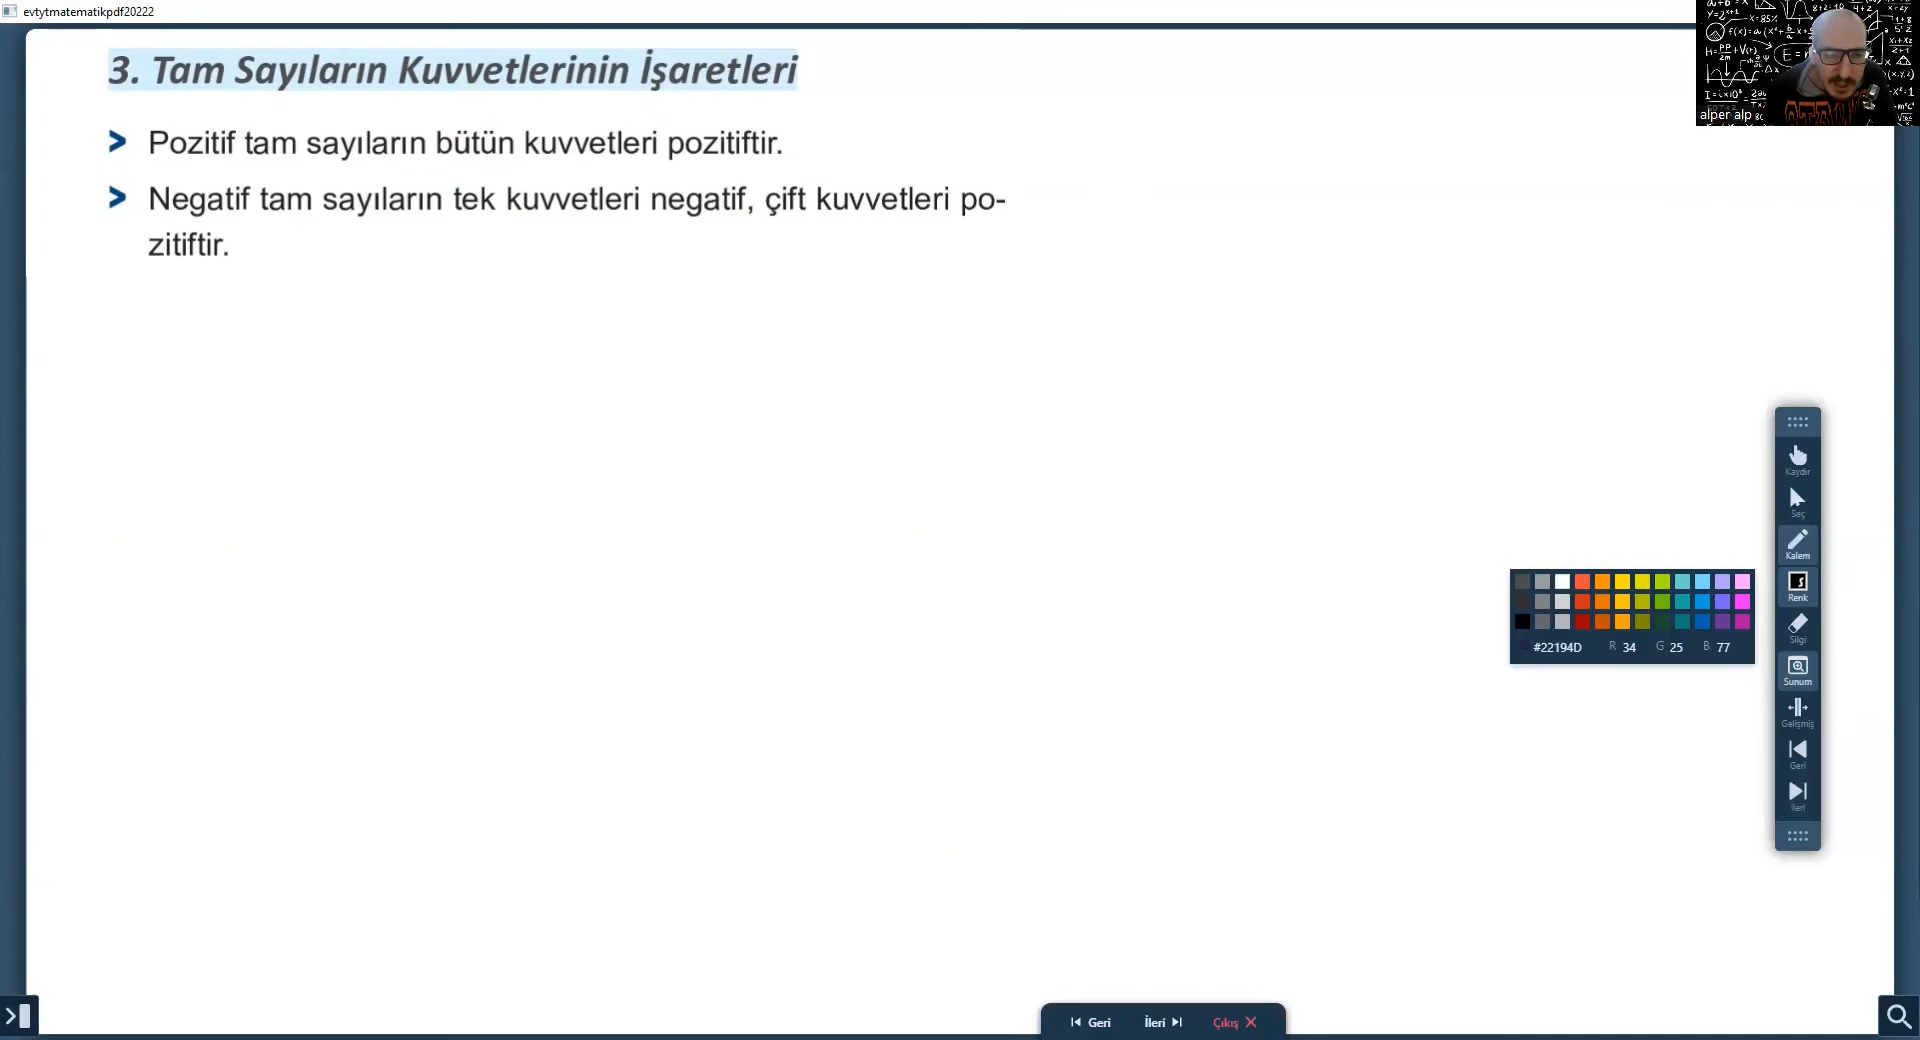 evtytmatematikpdf20222
3. Tam Sayıların Kuvvetlerinin İşaretleri
> Pozitif tam sayıların bütün kuvvetleri pozitiftir.
> Negatif tam sayıların tek kuvvetleri negatif, çift kuvvetleri po-
zitiftir.
alper alp
Kaydır
Seç
Kalem
Renk
Silgi
Sunum
Gelişmiş
Geri
İleri
#22194D R 34 G 25 B 77
Geri İleri Çıkış